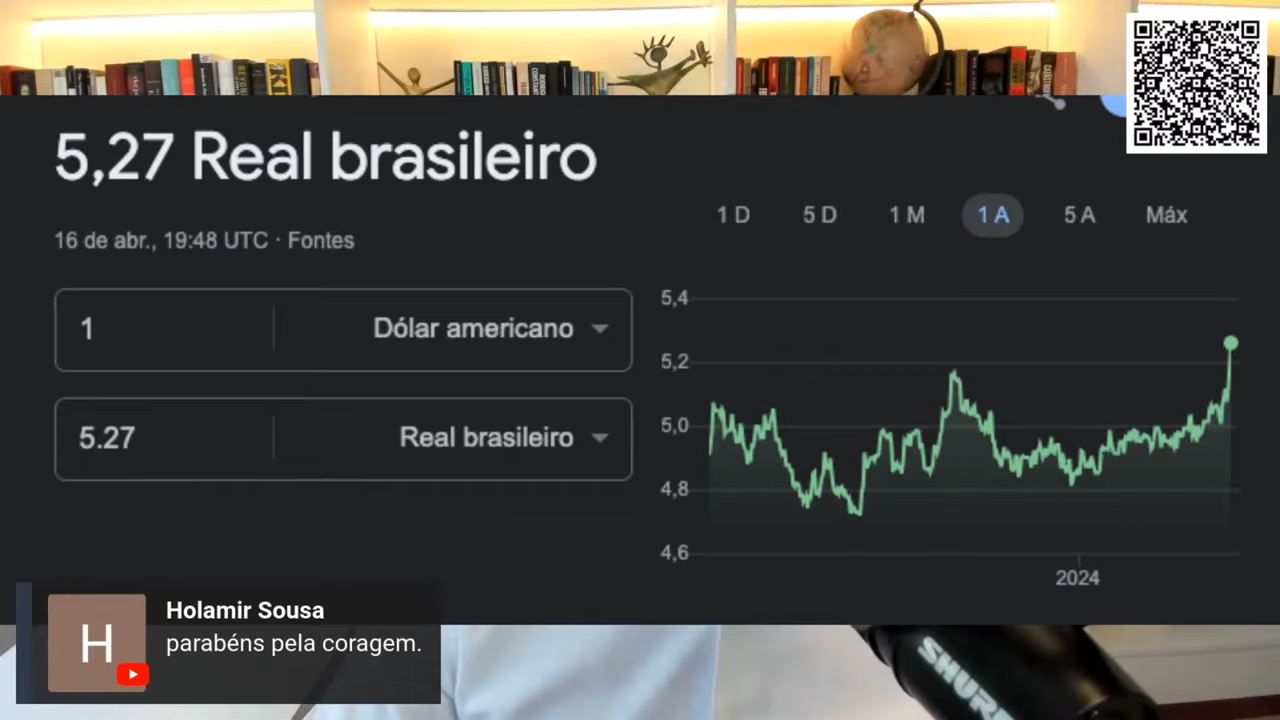 5,27 Real brasileiro
16 de abr., 19:48 UTC · Fontes
1 Dólar americano
5.27 Real brasileiro
1 D 5 D 1 M 1 A 5 A Máx
5,4
5,2
5,0
4,8
4,6
2024
H
Holamir Sousa
parabéns pela coragem.
SHURE